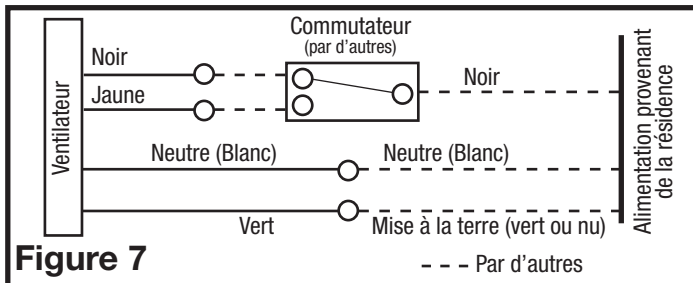 Commutateur
(par d'autres)
Noir
Noir
Jaune
Ventilateur
Neutre (Blanc)
Neutre (Blanc)
Vert
Mise à la terre (vert ou nu)
Alimentation provenant
de la résidence
Figure 7
- - - - Par d'autres